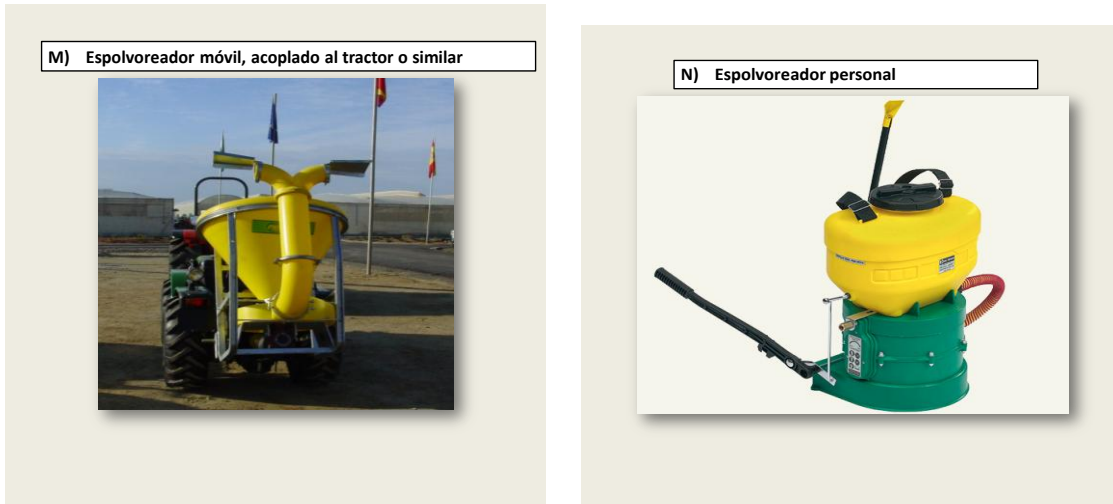 M) Espolvoreador móvil, acoplado al tractor o similar
N) Espolvoreador personal